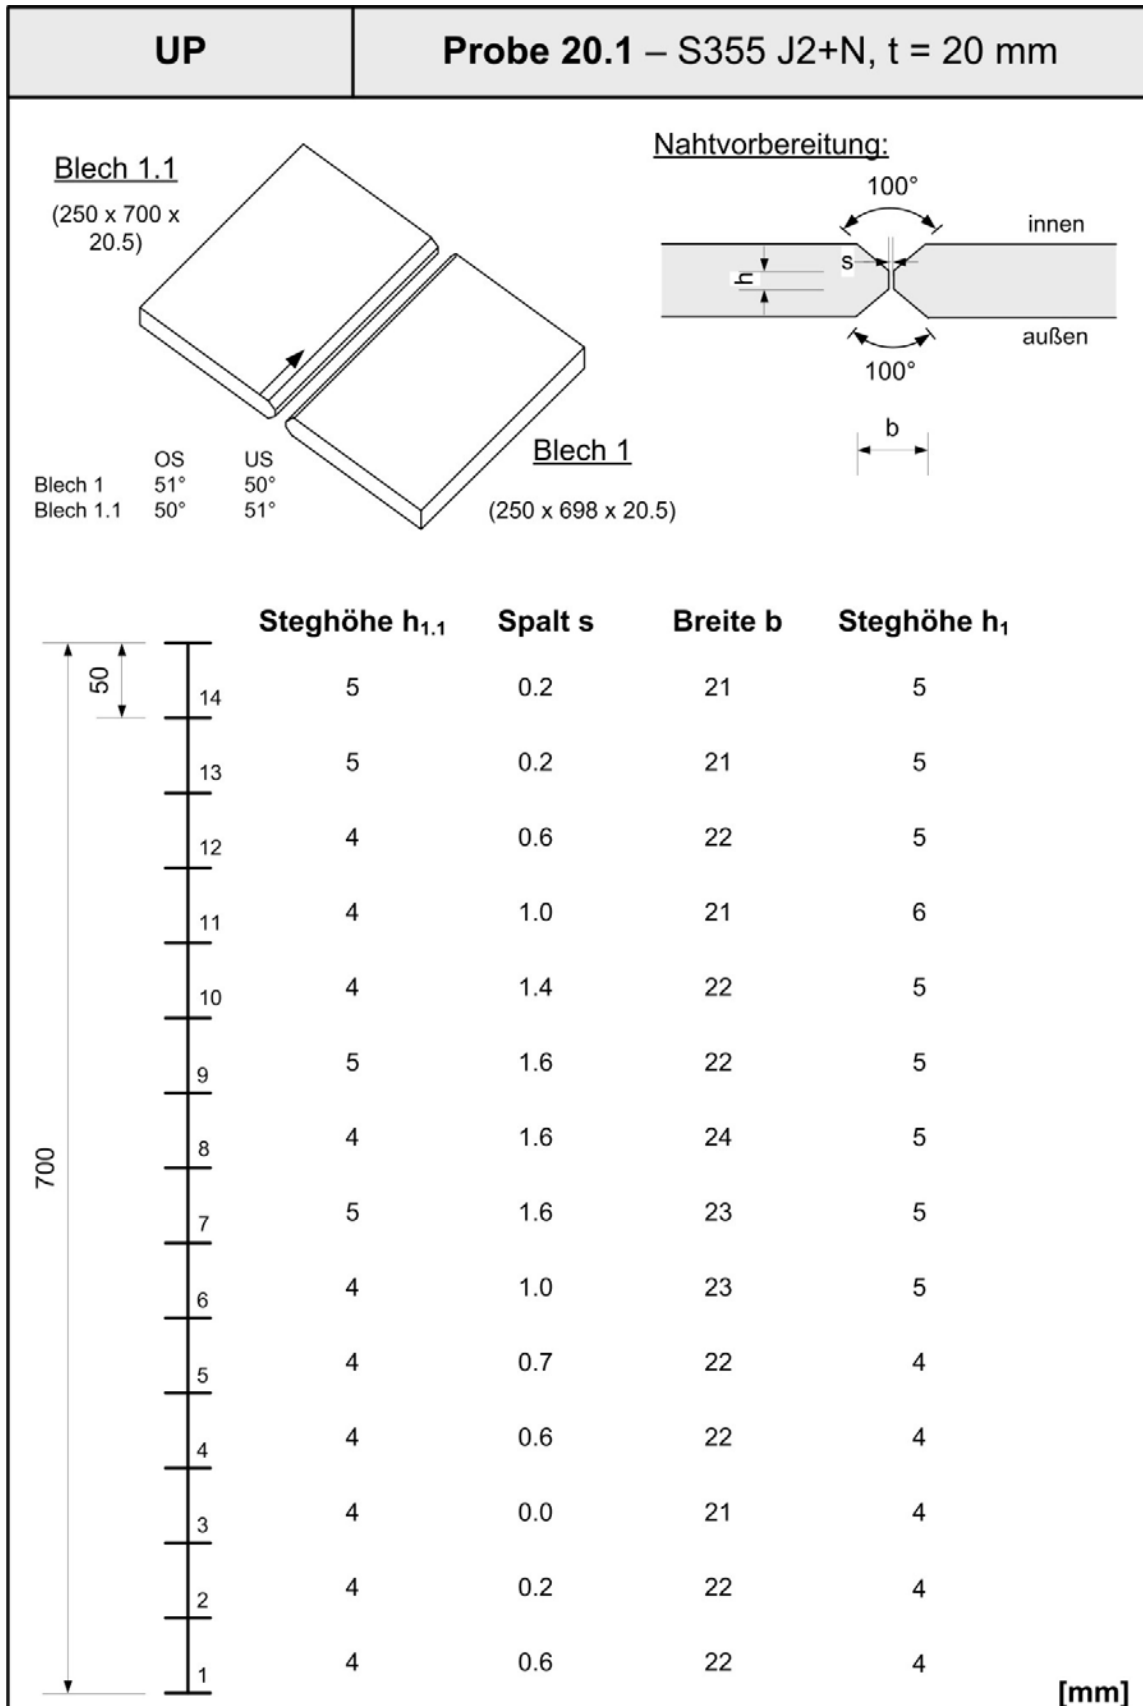 UP
Probe 20.1 – S355 J2+N, t = 20 mm
Blech 1.1
(250 x 700 x
20.5)
Nahtvorbereitung:
100°
innen
s
h
außen
100°
b
Blech 1
(250 x 698 x 20.5)
OS US
Blech 1 51° 50°
Blech 1.1 50° 51°
Steghöhe h1.1 Spalt s Breite b Steghöhe h1
50
700
14 5 0.2 21 5
13 5 0.2 21 5
12 4 0.6 22 5
11 4 1.0 21 6
10 4 1.4 22 5
9 5 1.6 22 5
8 4 1.6 24 5
7 5 1.6 23 5
6 4 1.0 23 5
5 4 0.7 22 4
4 4 0.6 22 4
3 4 0.0 21 4
2 4 0.2 22 4
1 4 0.6 22 4
[mm]